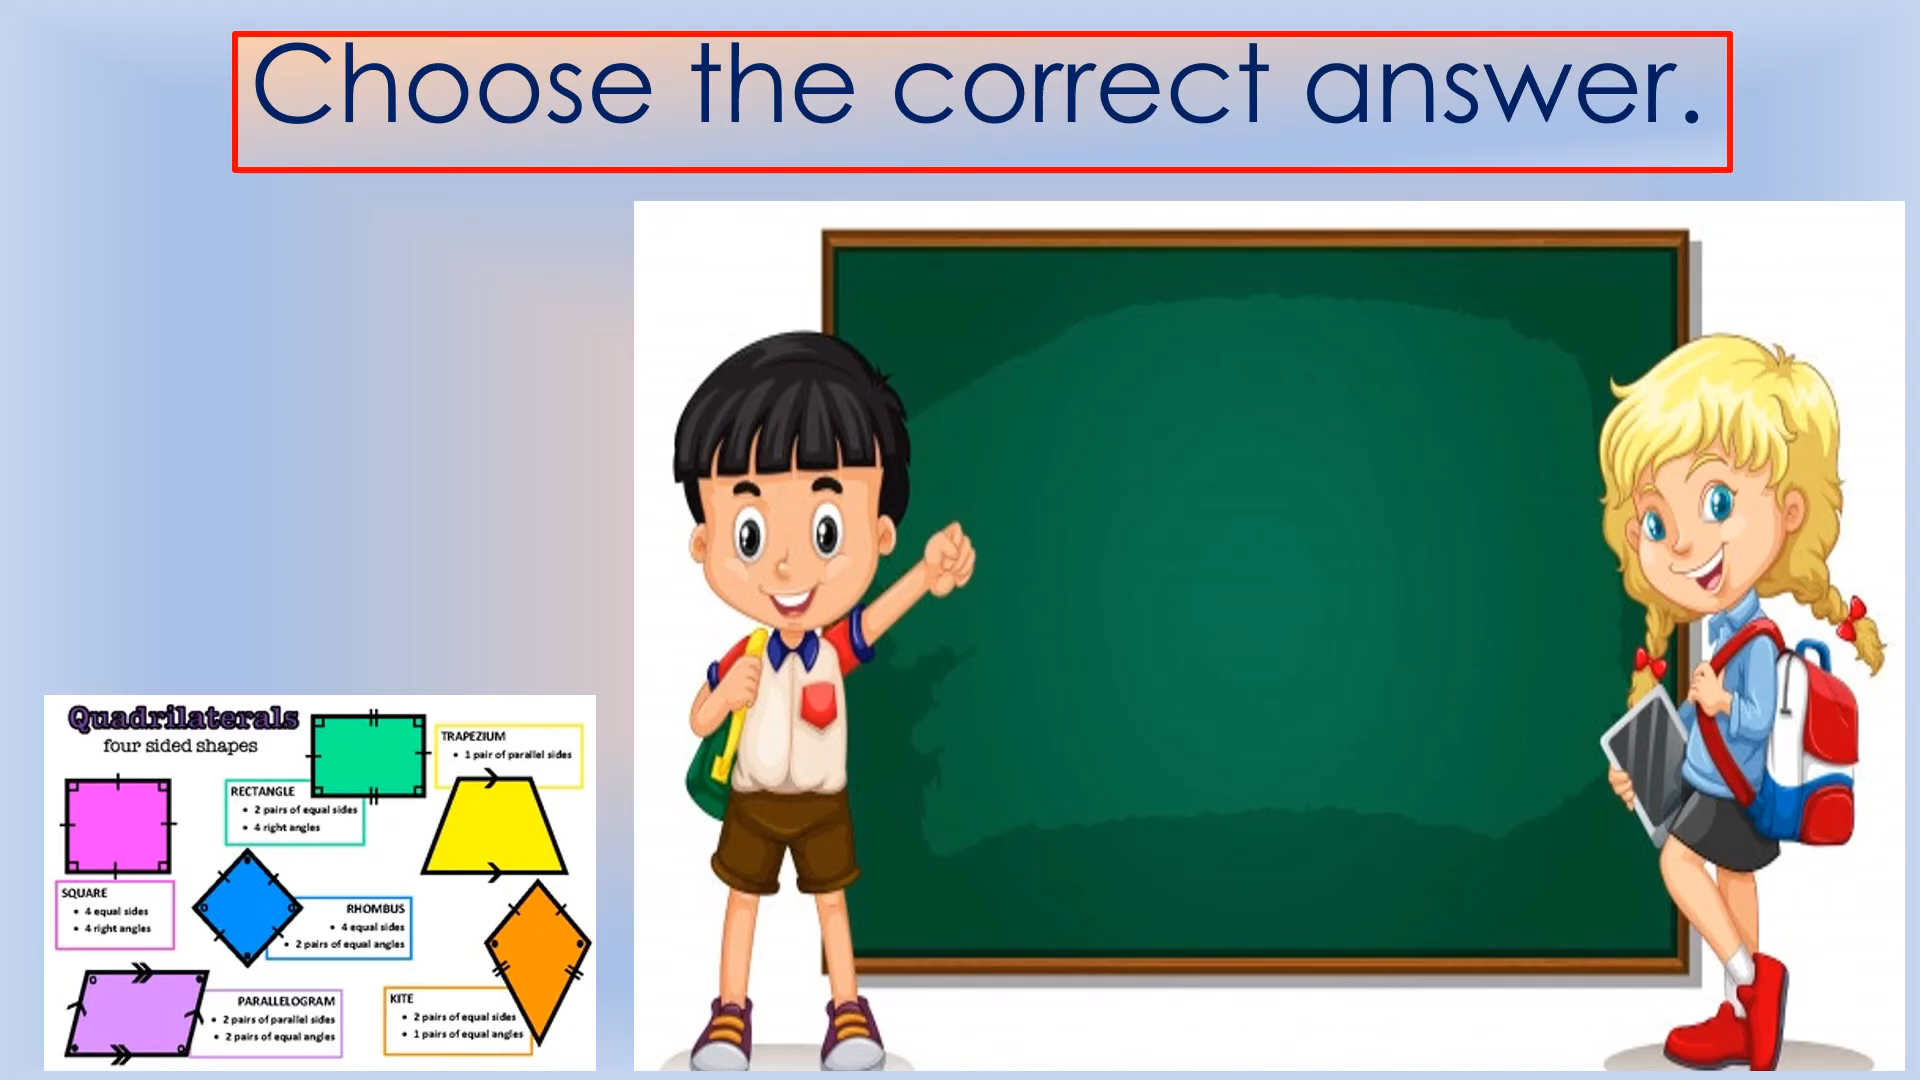 Choose the correct answer.
Quadrilaterals
four sided shapes
TRAPEZIUM
• 1 pair of parallel sides
RECTANGLE
• 2 pairs of equal sides
• 4 right angles
SQUARE
• 4 equal sides
• 4 right angles
RHOMBUS
• 4 equal sides
• 2 pairs of equal angles
PARALLELOGRAM
• 2 pairs of parallel sides
• 2 pairs of equal angles
KITE
• 2 pairs of equal sides
• 1 pairs of equal angles